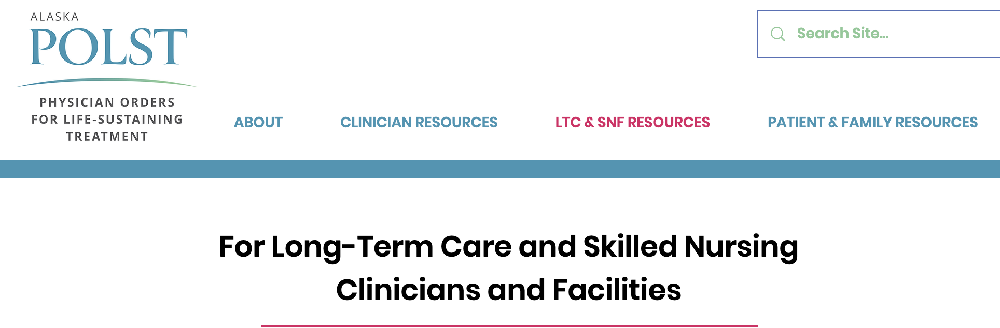 ALASKA
POLST
PHYSICIAN ORDERS
FOR LIFE-SUSTAINING
TREATMENT
Search Site...
ABOUT
CLINICIAN RESOURCES
LTC & SNF RESOURCES
PATIENT & FAMILY RESOURCES
For Long-Term Care and Skilled Nursing
Clinicians and Facilities